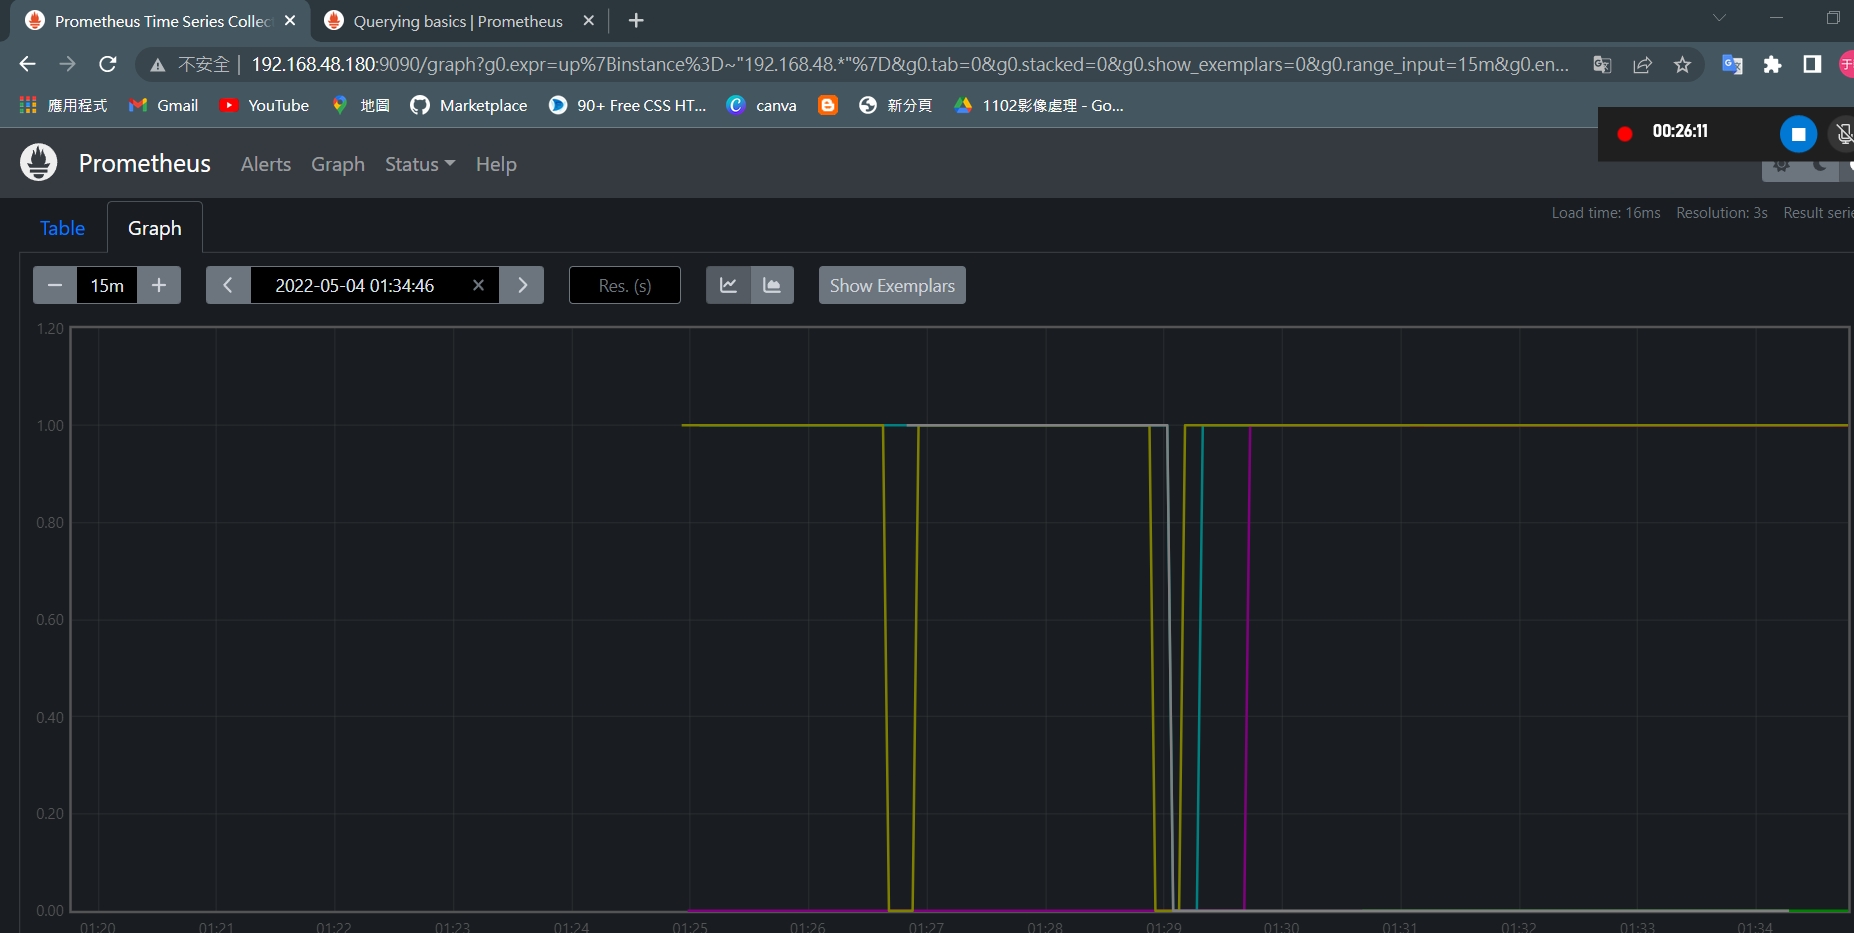 Prometheus Time Series Collec
Querying basics | Prometheus
不安全 | 192.168.48.180:9090/graph?g0.expr=up%7Binstance%3D~"192.168.48.*"%7D&g0.tab=0&g0.stacked=0&g0.show_exemplars=0&g0.range_input=15m&g0.en...
于
應用程式 Gmail YouTube 地圖 Marketplace 90+ Free CSS HT... canva 新分頁 1102影像處理 - Go...
00:26:11
Prometheus Alerts Graph Status Help
Load time: 16ms Resolution: 3s Result serie
Table Graph
15m 2022-05-04 01:34:46 Res. (s) Show Exemplars
1.20
1.00
0.80
0.60
0.40
0.20
0.00
01:20 01:21 01:22 01:23 01:24 01:25 01:26 01:27 01:28 01:29 01:30 01:31 01:32 01:33 01:34